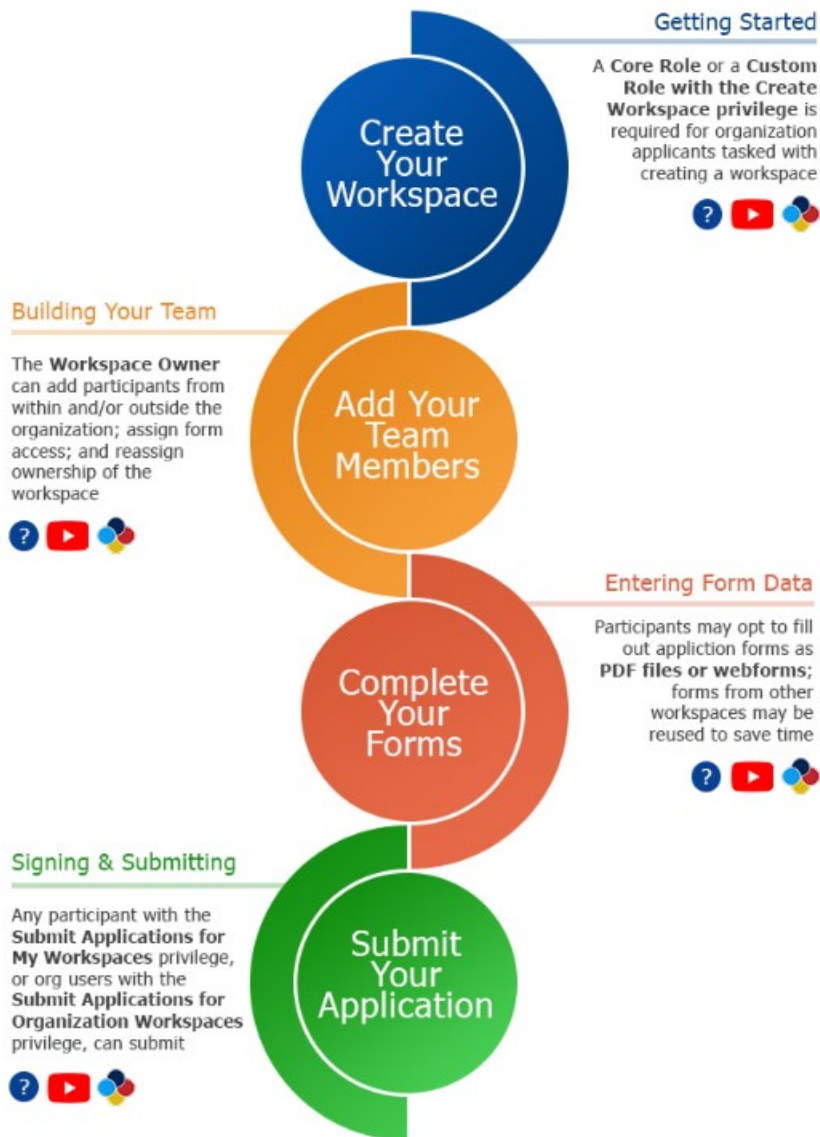 Getting Started
A Core Role or a Custom
Role with the Create
Workspace privilege is
required for organization
applicants tasked with
creating a workspace
?
Create
Your
Workspace
Building Your Team
The Workspace Owner
can add participants from
within and/or outside the
organization; assign form
access; and reassign
ownership of the
workspace
?
Add Your
Team
Members
Entering Form Data
Participants may opt to fill
out appliction forms as
PDF files or webforms;
forms from other
workspaces may be
reused to save time
?
Complete
Your
Forms
Signing & Submitting
Any participant with the
Submit Applications for
My Workspaces privilege,
or org users with the
Submit Applications for
Organization Workspaces
privilege, can submit
?
Submit
Your
Application